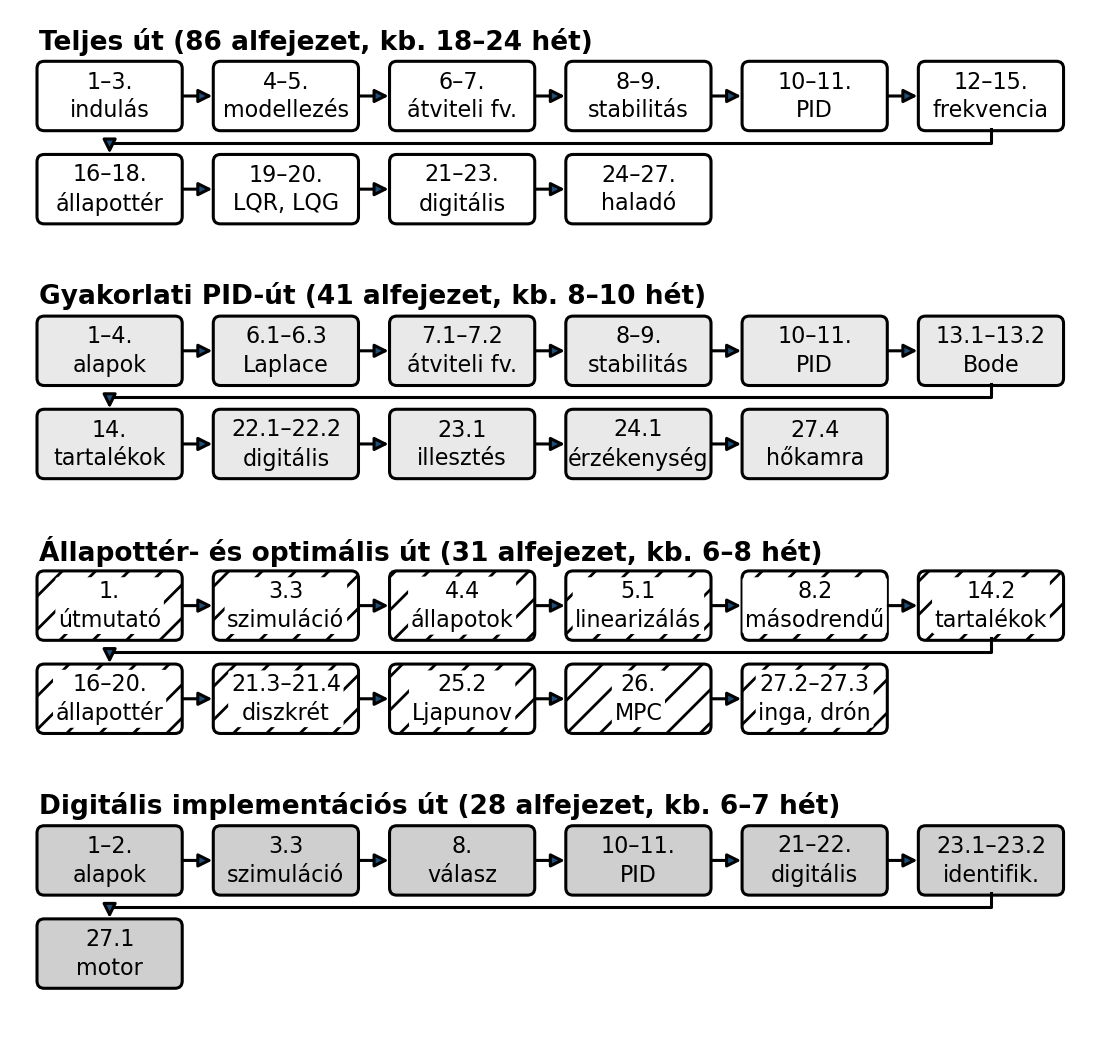 Teljes út (86 alfejezet, kb. 18–24 hét)
1–3.
indulás
4–5.
modellezés
6–7.
átviteli fv.
8–9.
stabilitás
10–11.
PID
12–15.
frekvencia
16–18.
állapottér
19–20.
LQR, LQG
21–23.
digitális
24–27.
haladó
Gyakorlati PID-út (41 alfejezet, kb. 8–10 hét)
1–4.
alapok
6.1–6.3
Laplace
7.1–7.2
átviteli fv.
8–9.
stabilitás
10–11.
PID
13.1–13.2
Bode
14.
tartalékok
22.1–22.2
digitális
23.1
illesztés
24.1
érzékenység
27.4
hőkamra
Állapottér- és optimális út (31 alfejezet, kb. 6–8 hét)
1.
útmutató
3.3
szimuláció
4.4
állapotok
5.1
linearizálás
8.2
másodrendű
14.2
tartalékok
16–20.
állapottér
21.3–21.4
diszkrét
25.2
Ljapunov
26.
MPC
27.2–27.3
inga, drón
Digitális implementációs út (28 alfejezet, kb. 6–7 hét)
1–2.
alapok
3.3
szimuláció
8.
válasz
10–11.
PID
21–22.
digitális
23.1–23.2
identifik.
27.1
motor